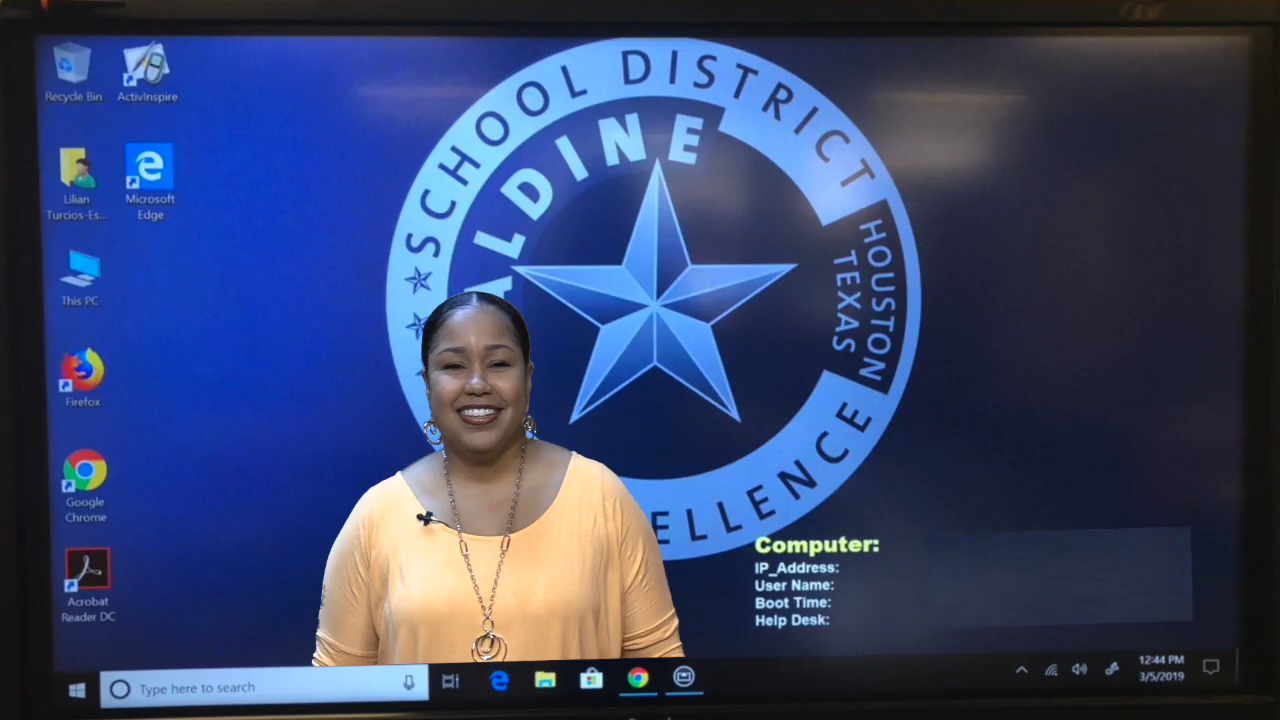 Recycle Bin
ActivInspire
Lilian
Turcios-Es...
Microsoft
Edge
This PC
Firefox
Google
Chrome
Acrobat
Reader DC
SCHOOL DISTRICT
ALDINE
HOUSTON
TEXAS
ELLENCE
Computer:
IP_Address:
User Name:
Boot Time:
Help Desk:
Type here to search
12:44 PM
3/5/2019